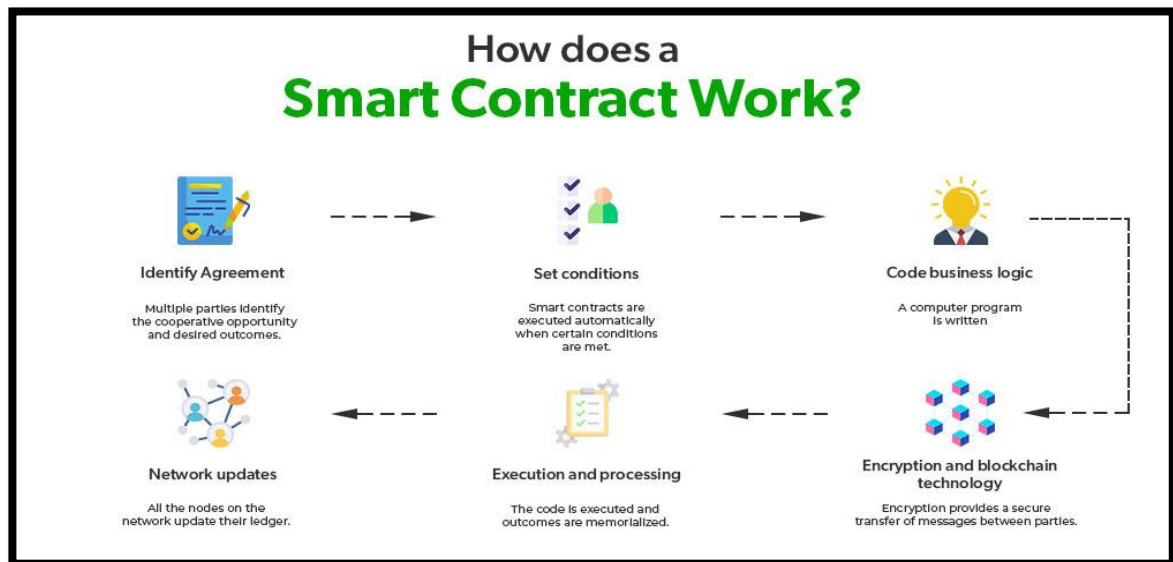 How does a
Smart Contract Work?
Identify Agreement
Multiple parties identify
the cooperative opportunity
and desired outcomes.
Set conditions
Smart contracts are
executed automatically
when certain conditions
are met.
Code business logic
A computer program
is written
Encryption and blockchain
technology
Encryption provides a secure
transfer of messages between parties.
Execution and processing
The code is executed and
outcomes are memorialized.
Network updates
All the nodes on the
network update their ledger.